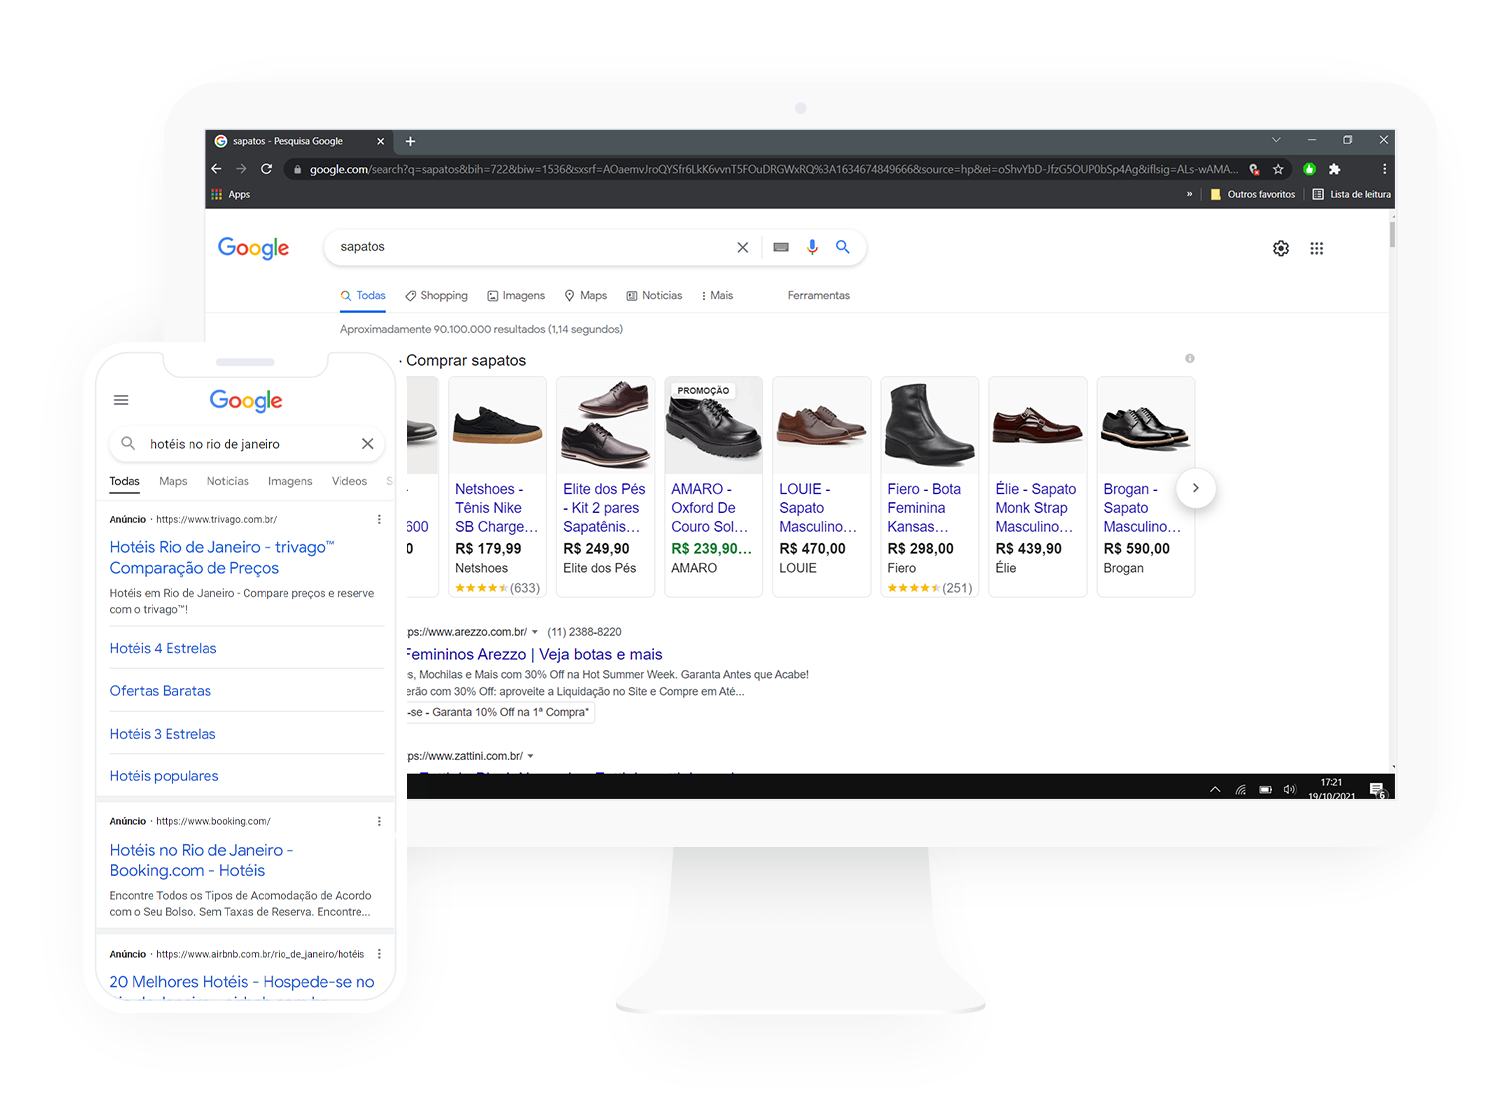 sapatos - Pesquisa Google
google.com/search?q=sapatos&bih=722&biw=1536&sxsrf=AOaemvJroQYSfr6LkK6vvnT5FOuDRGWxRQ%3A1634674849666&source=hp&ei=oShvYbD-JfzG5OUP0bSp4Ag&iflsig=ALs-wAMA...
Apps
» Outros favoritos Lista de leitura
Google
sapatos
Todas Shopping Imagens Maps Notícias Mais Ferramentas
Aproximadamente 90.100.000 resultados (1,14 segundos)
· Comprar sapatos
PROMOÇÃO
Netshoes -
Tênis Nike
SB Charge...
R$ 179,99
Netshoes
(633)
Elite dos Pés
- Kit 2 pares
Sapatênis...
R$ 249,90
Elite dos Pés
AMARO -
Oxford De
Couro Sol...
R$ 239,90...
AMARO
LOUIE -
Sapato
Masculino...
R$ 470,00
LOUIE
Fiero - Bota
Feminina
Kansas...
R$ 298,00
Fiero
(251)
Élie - Sapato
Monk Strap
Masculino...
R$ 439,90
Élie
Brogan -
Sapato
Masculino...
R$ 590,00
Brogan
ps://www.arezzo.com.br/ (11) 2388-8220
Femininos Arezzo | Veja botas e mais
s, Mochilas e Mais com 30% Off na Hot Summer Week. Garanta Antes que Acabe!
erão com 30% Off: aproveite a Liquidação no Site e Compre em Até...
-se - Garanta 10% Off na 1ª Compra*
ps://www.zattini.com.br/
17:21
19/10/2021
6
Google
hotéis no rio de janeiro
Todas Maps Notícias Imagens Vídeos S
Anúncio · https://www.trivago.com.br/
Hotéis Rio de Janeiro - trivago™
Comparação de Preços
Hotéis em Rio de Janeiro - Compare preços e reserve
com o trivago™!
Hotéis 4 Estrelas
Ofertas Baratas
Hotéis 3 Estrelas
Hotéis populares
Anúncio · https://www.booking.com/
Hotéis no Rio de Janeiro -
Booking.com - Hotéis
Encontre Todos os Tipos de Acomodação de Acordo
com o Seu Bolso. Sem Taxas de Reserva. Encontre...
Anúncio · https://www.airbnb.com.br/rio_de_janeiro/hotéis
20 Melhores Hotéis - Hospede-se no